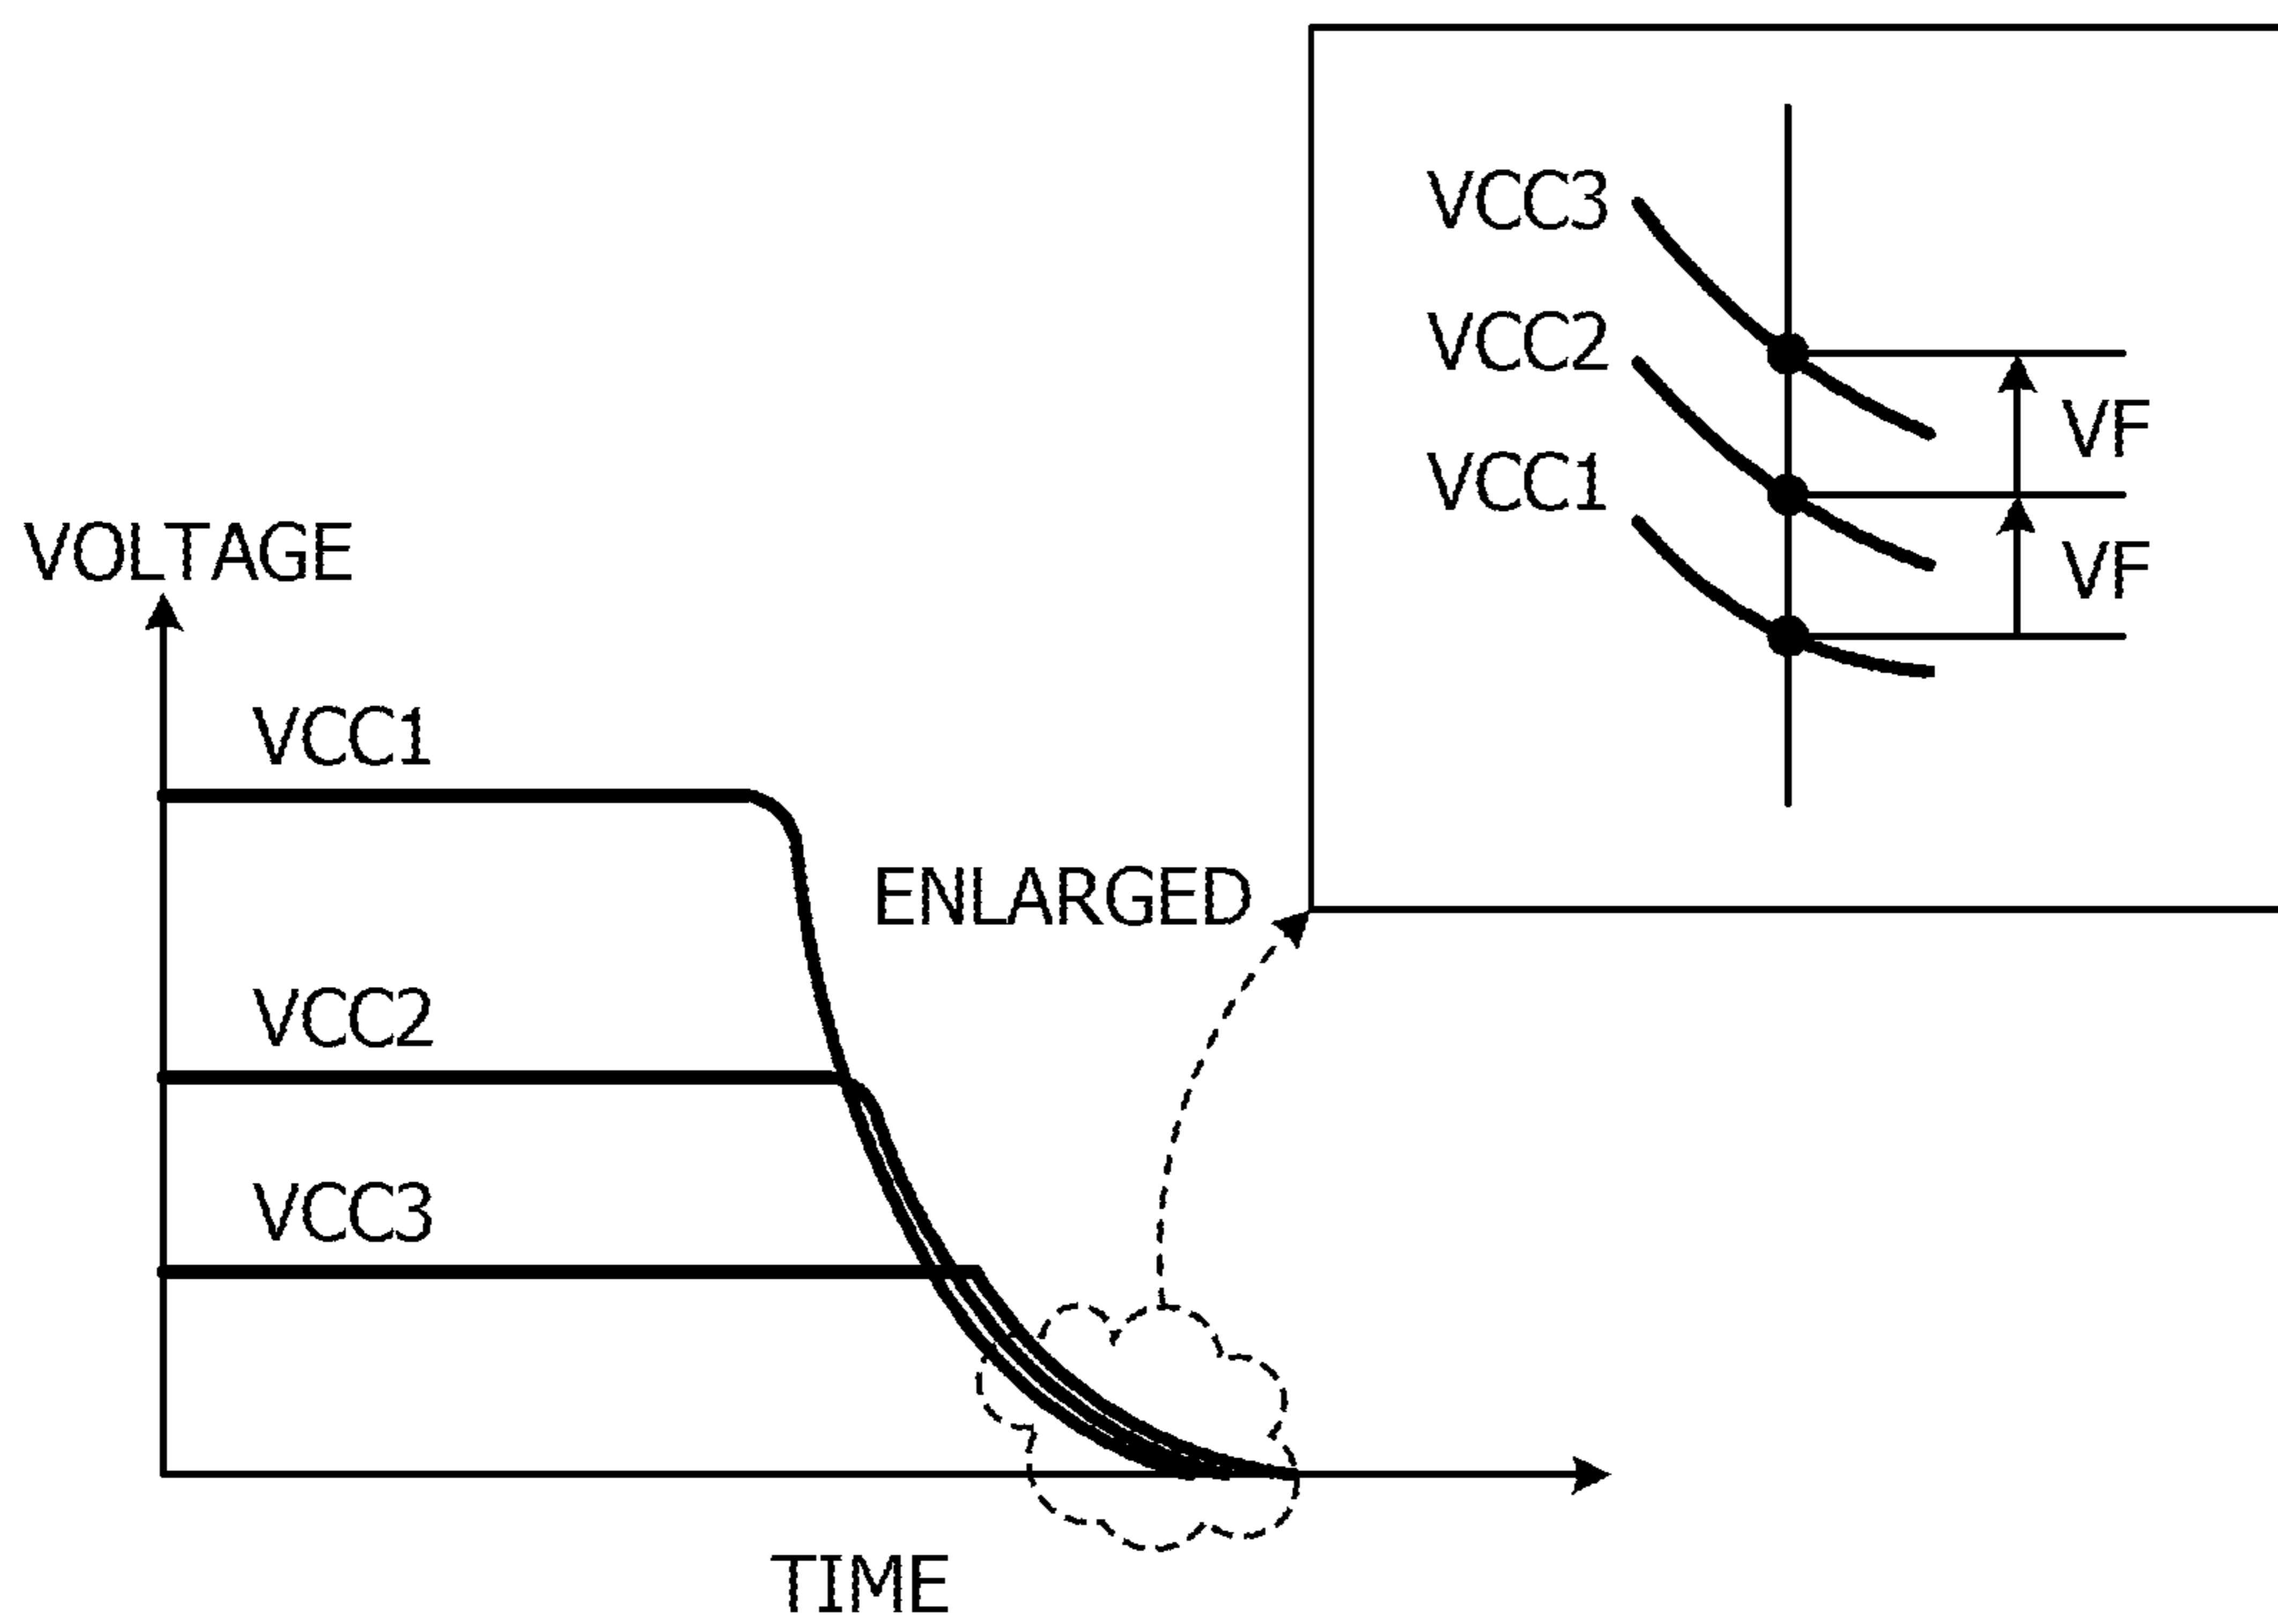 VCC3
VCC2
VF
VCC1
VOLTAGE
VF
VCC1
ENLARGED
VCC2
VCC3
TIME